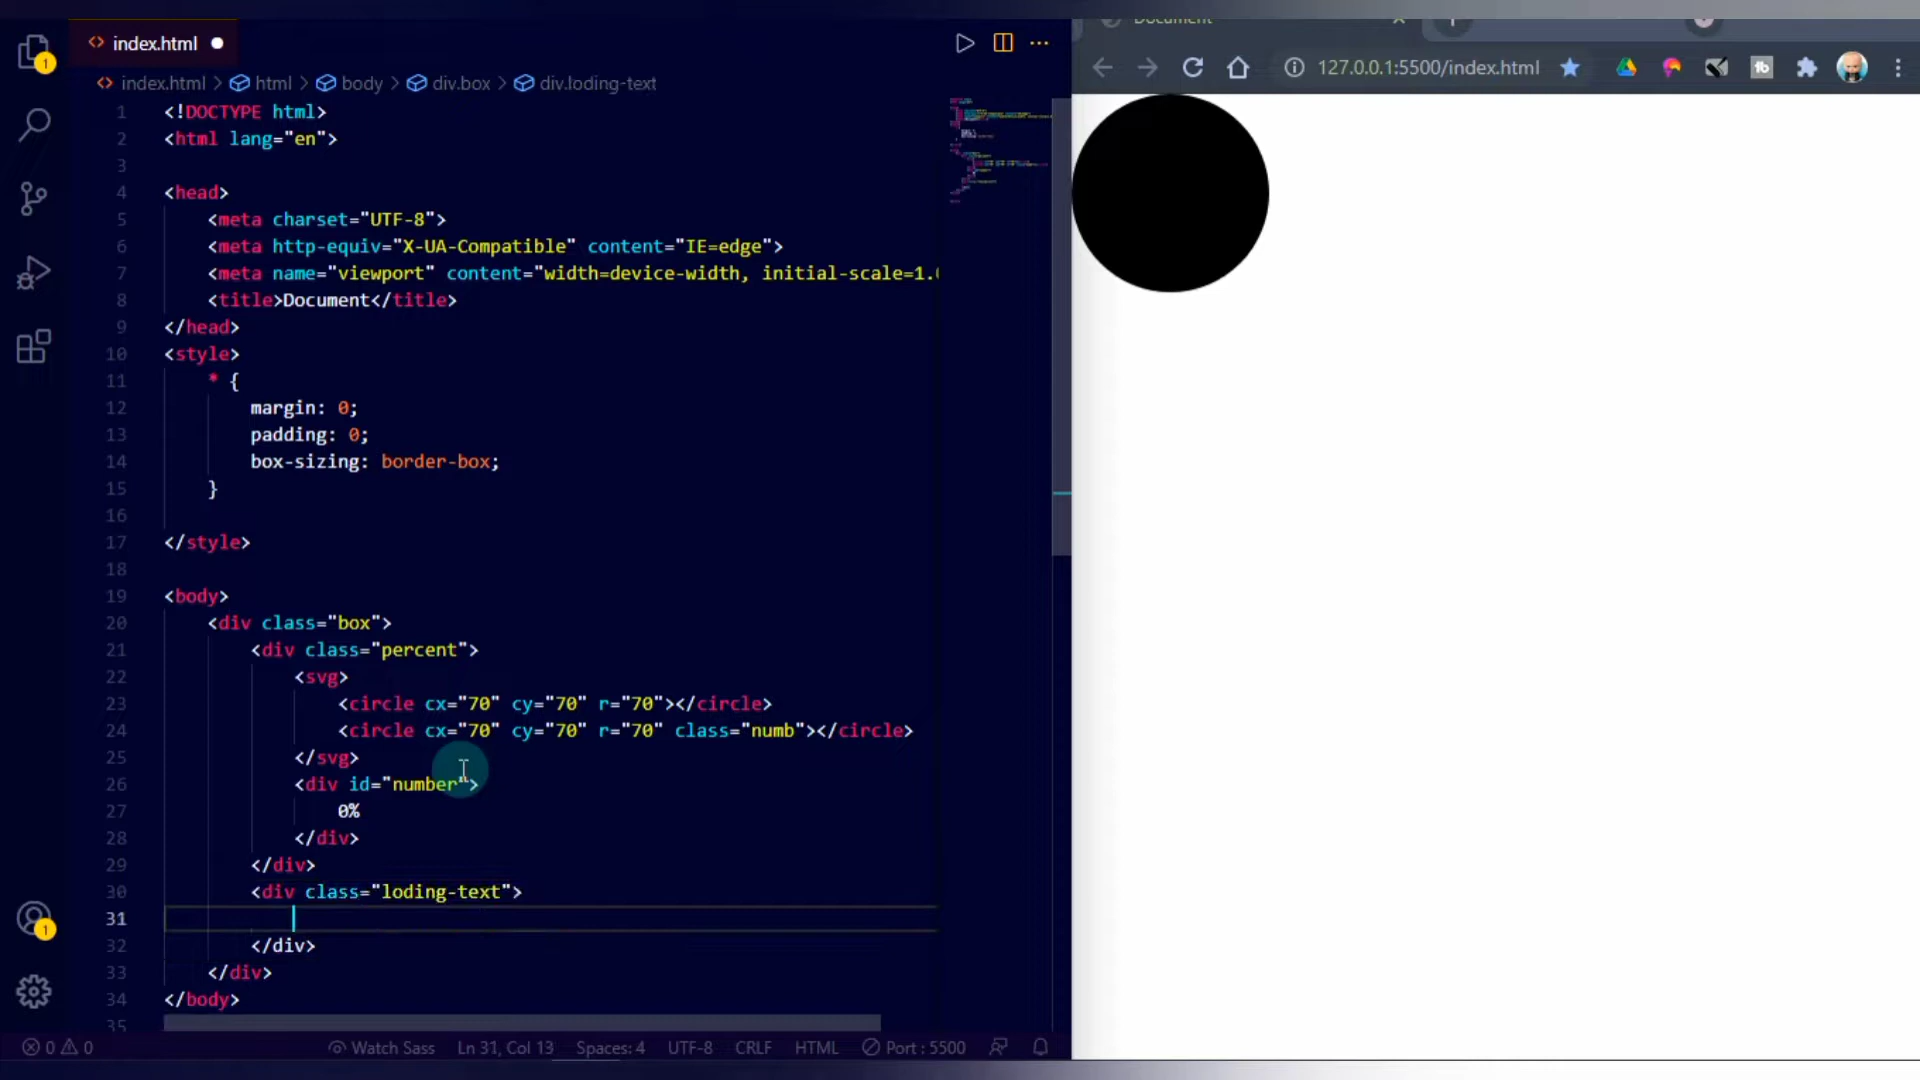 index.html
index.html > html > body > div.box > div.loding-text
1 <!DOCTYPE html>
2 <html lang="en">
3
4 <head>
5 <meta charset="UTF-8">
6 <meta http-equiv="X-UA-Compatible" content="IE=edge">
7 <meta name="viewport" content="width=device-width, initial-scale=1.
8 <title>Document</title>
9 </head>
10 <style>
11 * {
12 margin: 0;
13 padding: 0;
14 box-sizing: border-box;
15 }
16
17 </style>
18
19 <body>
20 <div class="box">
21 <div class="percent">
22 <svg>
23 <circle cx="70" cy="70" r="70"></circle>
24 <circle cx="70" cy="70" r="70" class="numb"></circle>
25 </svg>
26 <div id="number">
27 0%
28 </div>
29 </div>
30 <div class="loding-text">
31
32 </div>
33 </div>
34 </body>
35
1
1
0 0 Watch Sass Ln 31, Col 13 Spaces: 4 UTF-8 CRLF HTML Port : 5500
Document
127.0.0.1:5500/index.html
tb